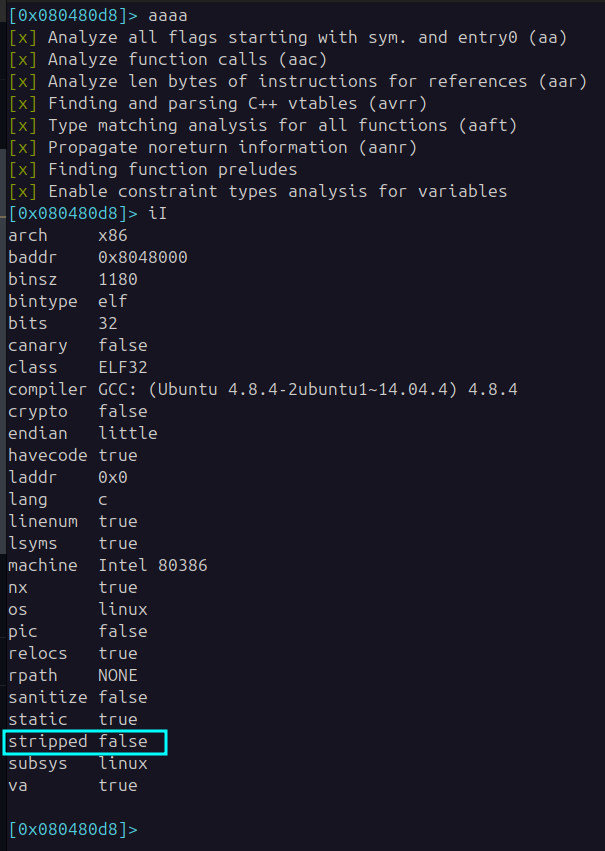 [0x080480d8]> aaaa
[x] Analyze all flags starting with sym. and entry0 (aa)
[x] Analyze function calls (aac)
[x] Analyze len bytes of instructions for references (aar)
[x] Finding and parsing C++ vtables (avrr)
[x] Type matching analysis for all functions (aaft)
[x] Propagate noreturn information (aanr)
[x] Finding function preludes
[x] Enable constraint types analysis for variables
[0x080480d8]> iI
arch     x86
baddr    0x8048000
binsz    1180
bintype  elf
bits     32
canary   false
class    ELF32
compiler GCC: (Ubuntu 4.8.4-2ubuntu1~14.04.4) 4.8.4
crypto   false
endian   little
havecode true
laddr    0x0
lang     c
linenum  true
lsyms    true
machine  Intel 80386
nx       true
os       linux
pic      false
relocs   true
rpath    NONE
sanitize false
static   true
stripped false
subsys   linux
va       true
[0x080480d8]>